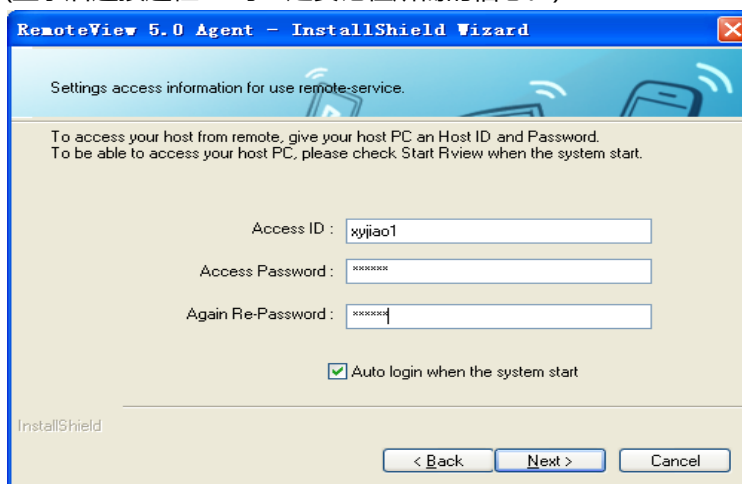 RemoteView 5.0 Agent - InstallShield Wizard
Settings access information for use remote-service.
To access your host from remote, give your host PC an Host ID and Password.
To be able to access your host PC, please check Start Rview when the system start.
Access ID : xyjiao1
Access Password : ******
Again Re-Password : ******
Auto login when the system start
InstallShield
< Back Next > Cancel